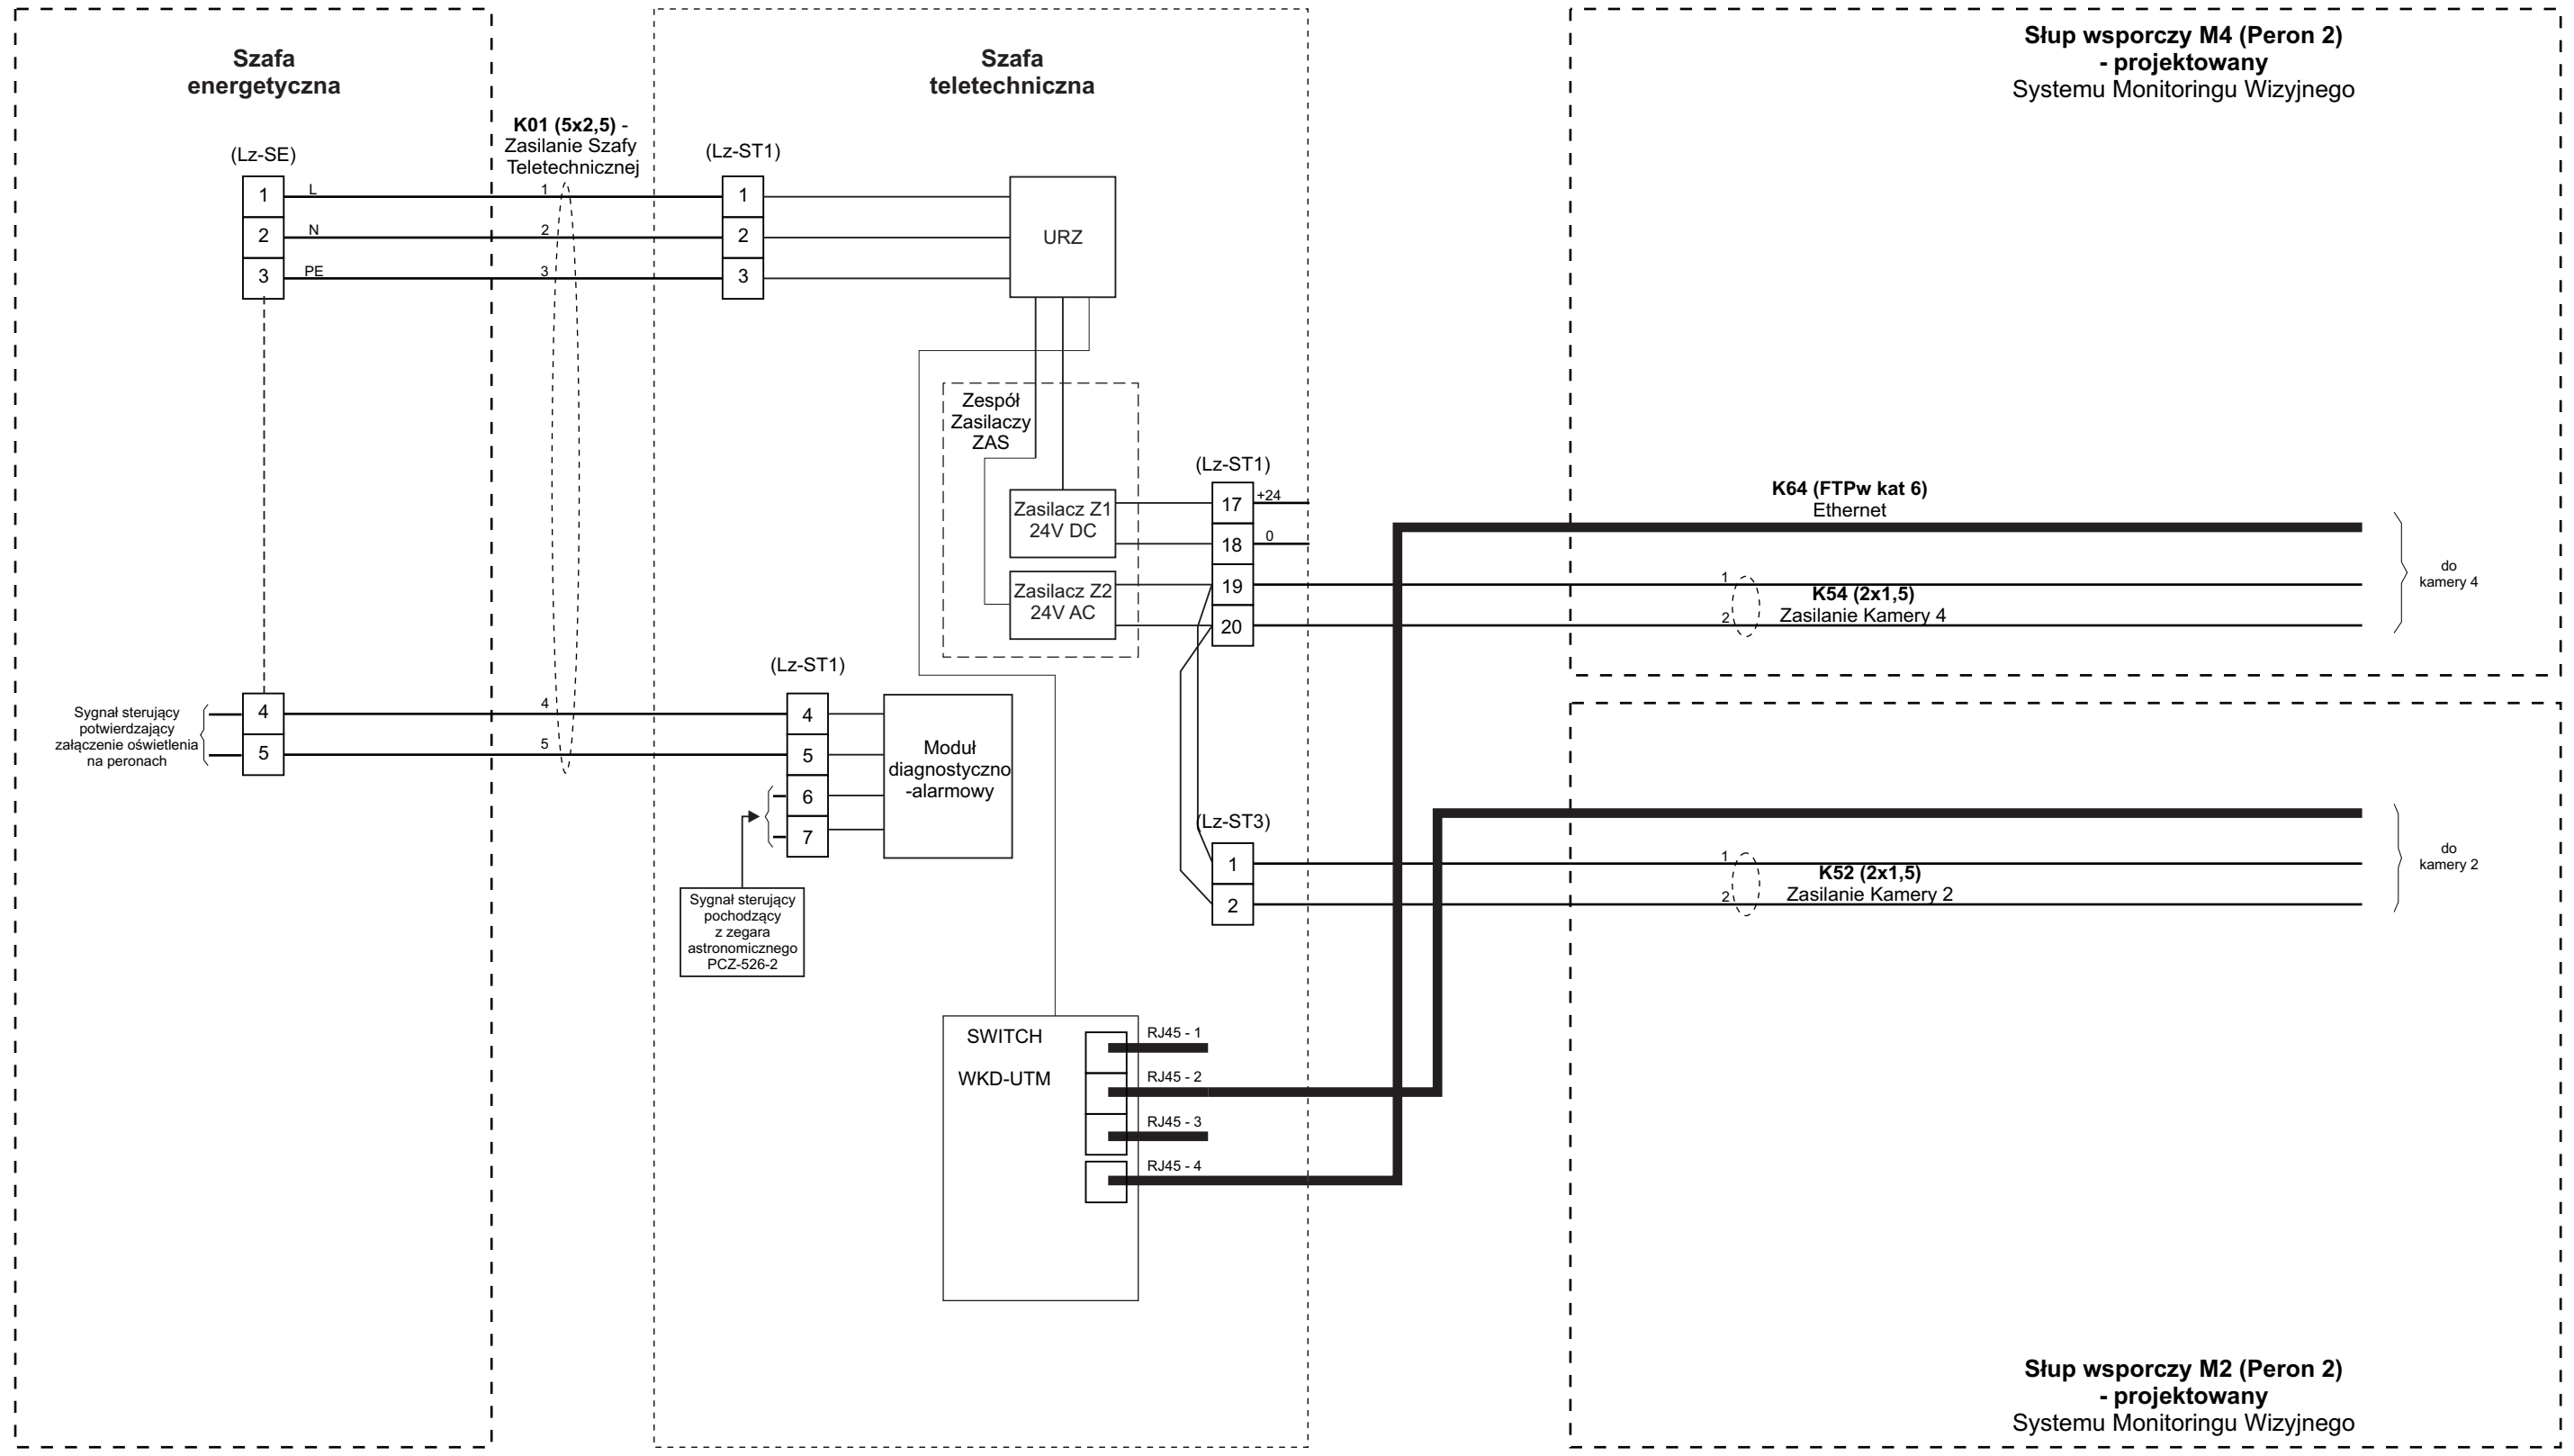 Szafa
energetyczna
(Lz-SE)
1
2
3
L
N
PE
K01 (5x2,5) -
Zasilanie Szafy
Teletechnicznej
1
2
3
Sygnał sterujący
potwierdzający
załączenie oświetlenia
na peronach
4
5
4
5
Szafa
teletechniczna
(Lz-ST1)
1
2
3
URZ
Zespół
Zasilaczy
ZAS
Zasilacz Z1
24V DC
Zasilacz Z2
24V AC
(Lz-ST1)
17
18
19
20
+24
0
(Lz-ST1)
4
5
6
7
Moduł
diagnostyczno
-alarmowy
Sygnał sterujący
pochodzący
z zegara
astronomicznego
PCZ-526-2
(Lz-ST3)
1
2
SWITCH
WKD-UTM
RJ45 - 1
RJ45 - 2
RJ45 - 3
RJ45 - 4
Słup wsporczy M4 (Peron 2)
- projektowany
Systemu Monitoringu Wizyjnego
K64 (FTPw kat 6)
Ethernet
1
2
K54 (2x1,5)
Zasilanie Kamery 4
do
kamery 4
1
2
K52 (2x1,5)
Zasilanie Kamery 2
do
kamery 2
Słup wsporczy M2 (Peron 2)
- projektowany
Systemu Monitoringu Wizyjnego